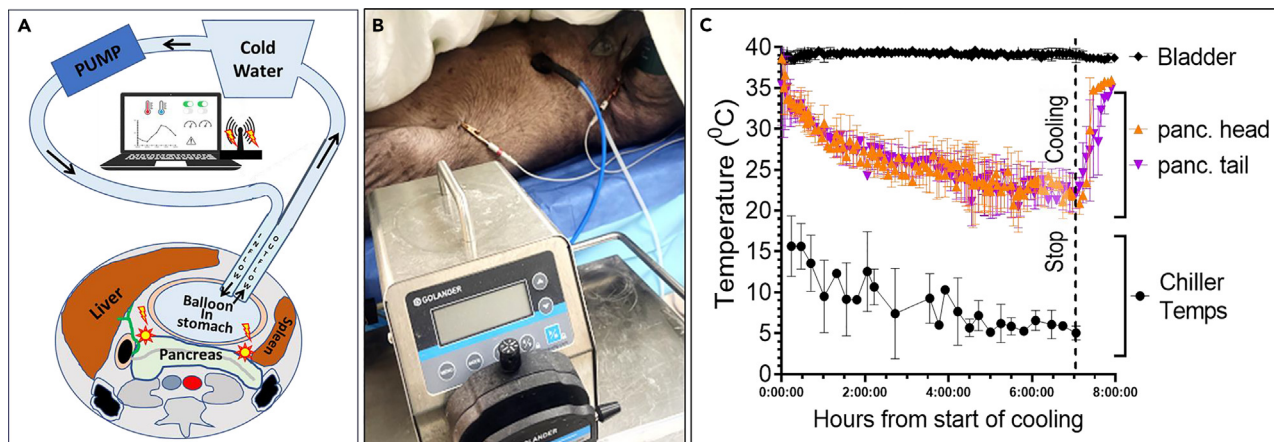 A
PUMP
Cold
Water
INFLOW
OUTFLOW
Liver
Balloon
In
stomach
Spleen
Pancreas
B
GOLANDER
GOLANDER
C
40
35
30
25
20
15
10
5
0
Temperature (⁰C)
Cooling
Stop
0:00:00
2:00:00
4:00:00
6:00:00
8:00:00
Hours from start of cooling
Bladder
panc. head
panc. tail
Chiller
Temps